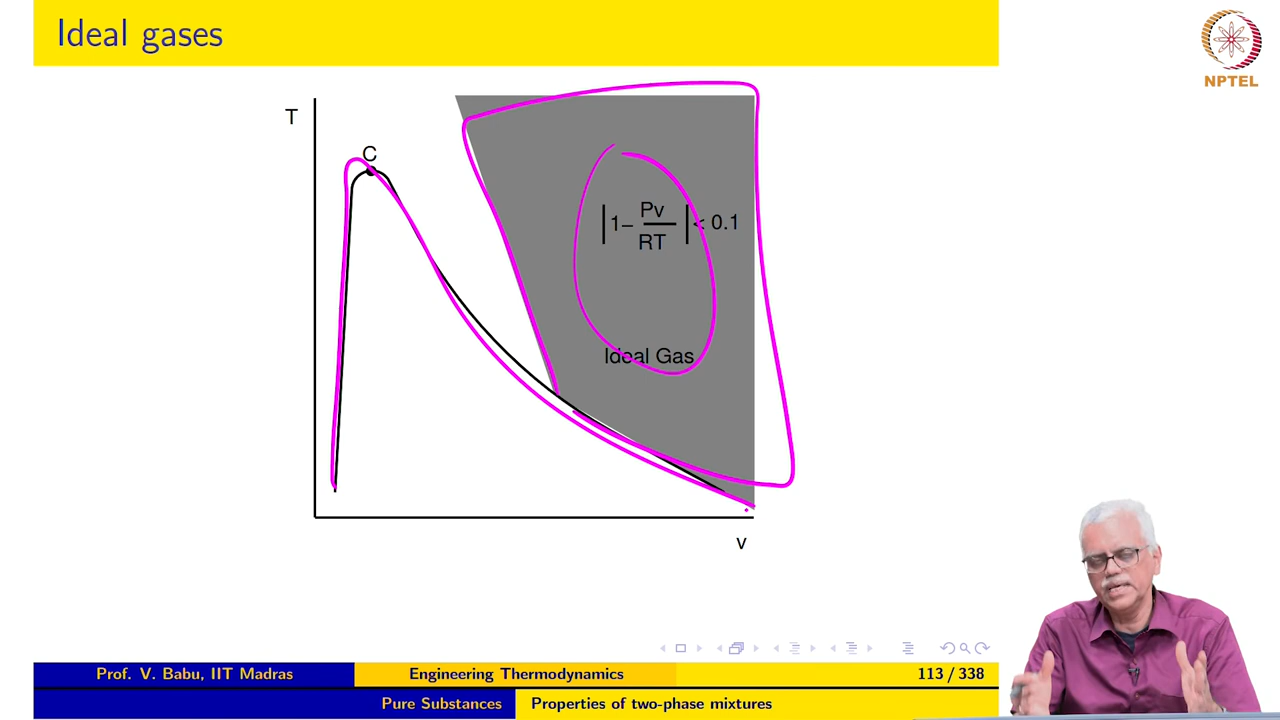 Ideal gases
NPTEL
T
C
|1– Pv/RT| < 0.1
Ideal Gas
v
Prof. V. Babu, IIT Madras
Engineering Thermodynamics
113 / 338
Pure Substances
Properties of two-phase mixtures